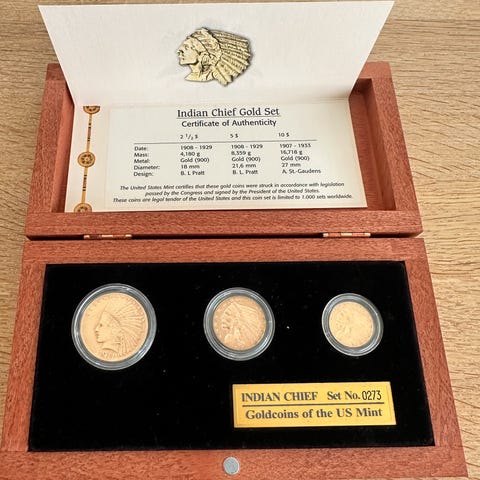 Indian Chief Gold Set
Certificate of Authenticity
2 ½ $ 5 $ 10 $
Date: 1908 - 1929 1908 - 1929 1907 - 1933
Mass: 4,180 g 8,359 g 16,718 g
Metal: Gold (900) Gold (900) Gold (900)
Diameter: 18 mm 21,6 mm 27 mm
Design: B. L Pratt B. L Pratt A. St.-Gaudens
The United States Mint certifies that these gold coins were struck in accordance with legislation
passed by the Congress and signed by the President of the United States.
These coins are legal tender of the United States and this coin set is limited to 1.000 sets worldwide.
INDIAN CHIEF Set No. 0273
Goldcoins of the US Mint